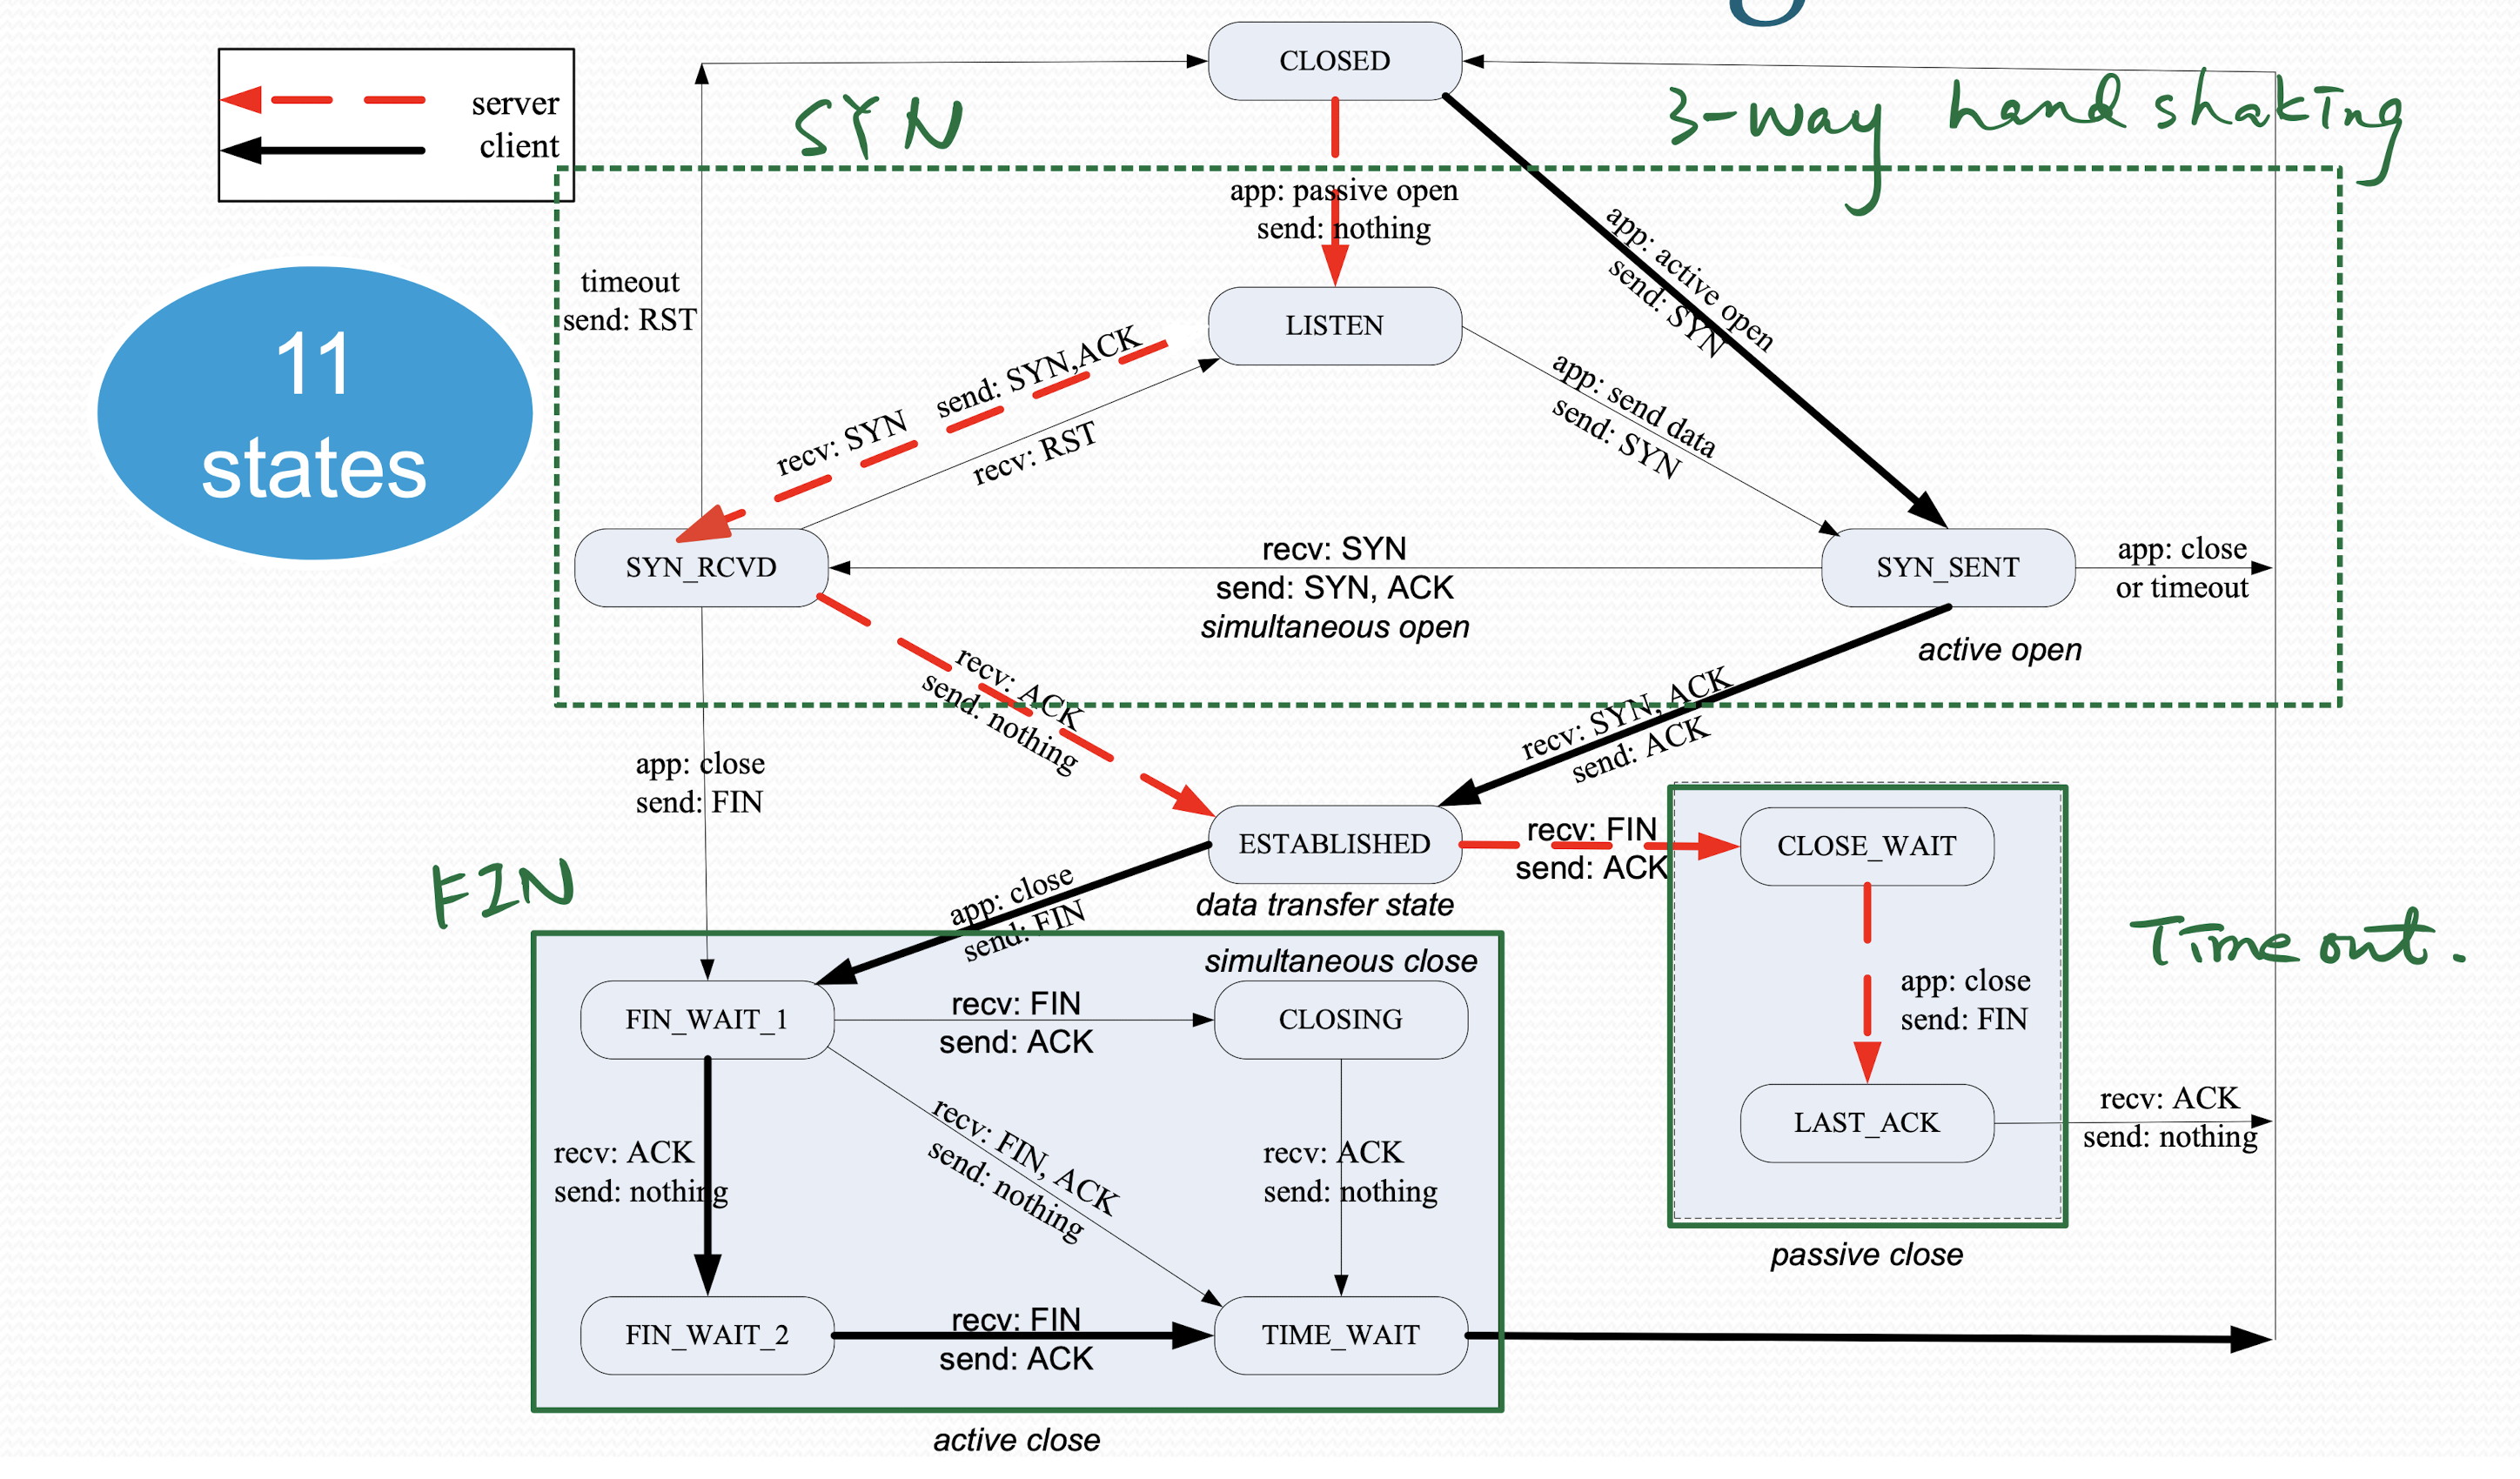 g
CLOSED
server
client
SYN
3-way hand shaking
app: passive open
send: nothing
app: active open
send: SYN
timeout
send: RST
11
states
LISTEN
recv: SYN send: SYN,ACK
recv: RST
app: send data
send: SYN
SYN_RCVD
recv: SYN
send: SYN, ACK
simultaneous open
SYN_SENT
app: close
or timeout
active open
recv: ACK
send: nothing
recv: SYN, ACK
send: ACK
app: close
send: FIN
ESTABLISHED
data transfer state
recv: FIN
send: ACK
CLOSE_WAIT
FIN
app: close
send: FIN
Time out.
app: close
send: FIN
simultaneous close
FIN_WAIT_1
recv: FIN
send: ACK
CLOSING
LAST_ACK
recv: ACK
send: nothing
recv: ACK
send: nothing
recv: FIN, ACK
send: nothing
recv: ACK
send: nothing
passive close
FIN_WAIT_2
recv: FIN
send: ACK
TIME_WAIT
active close